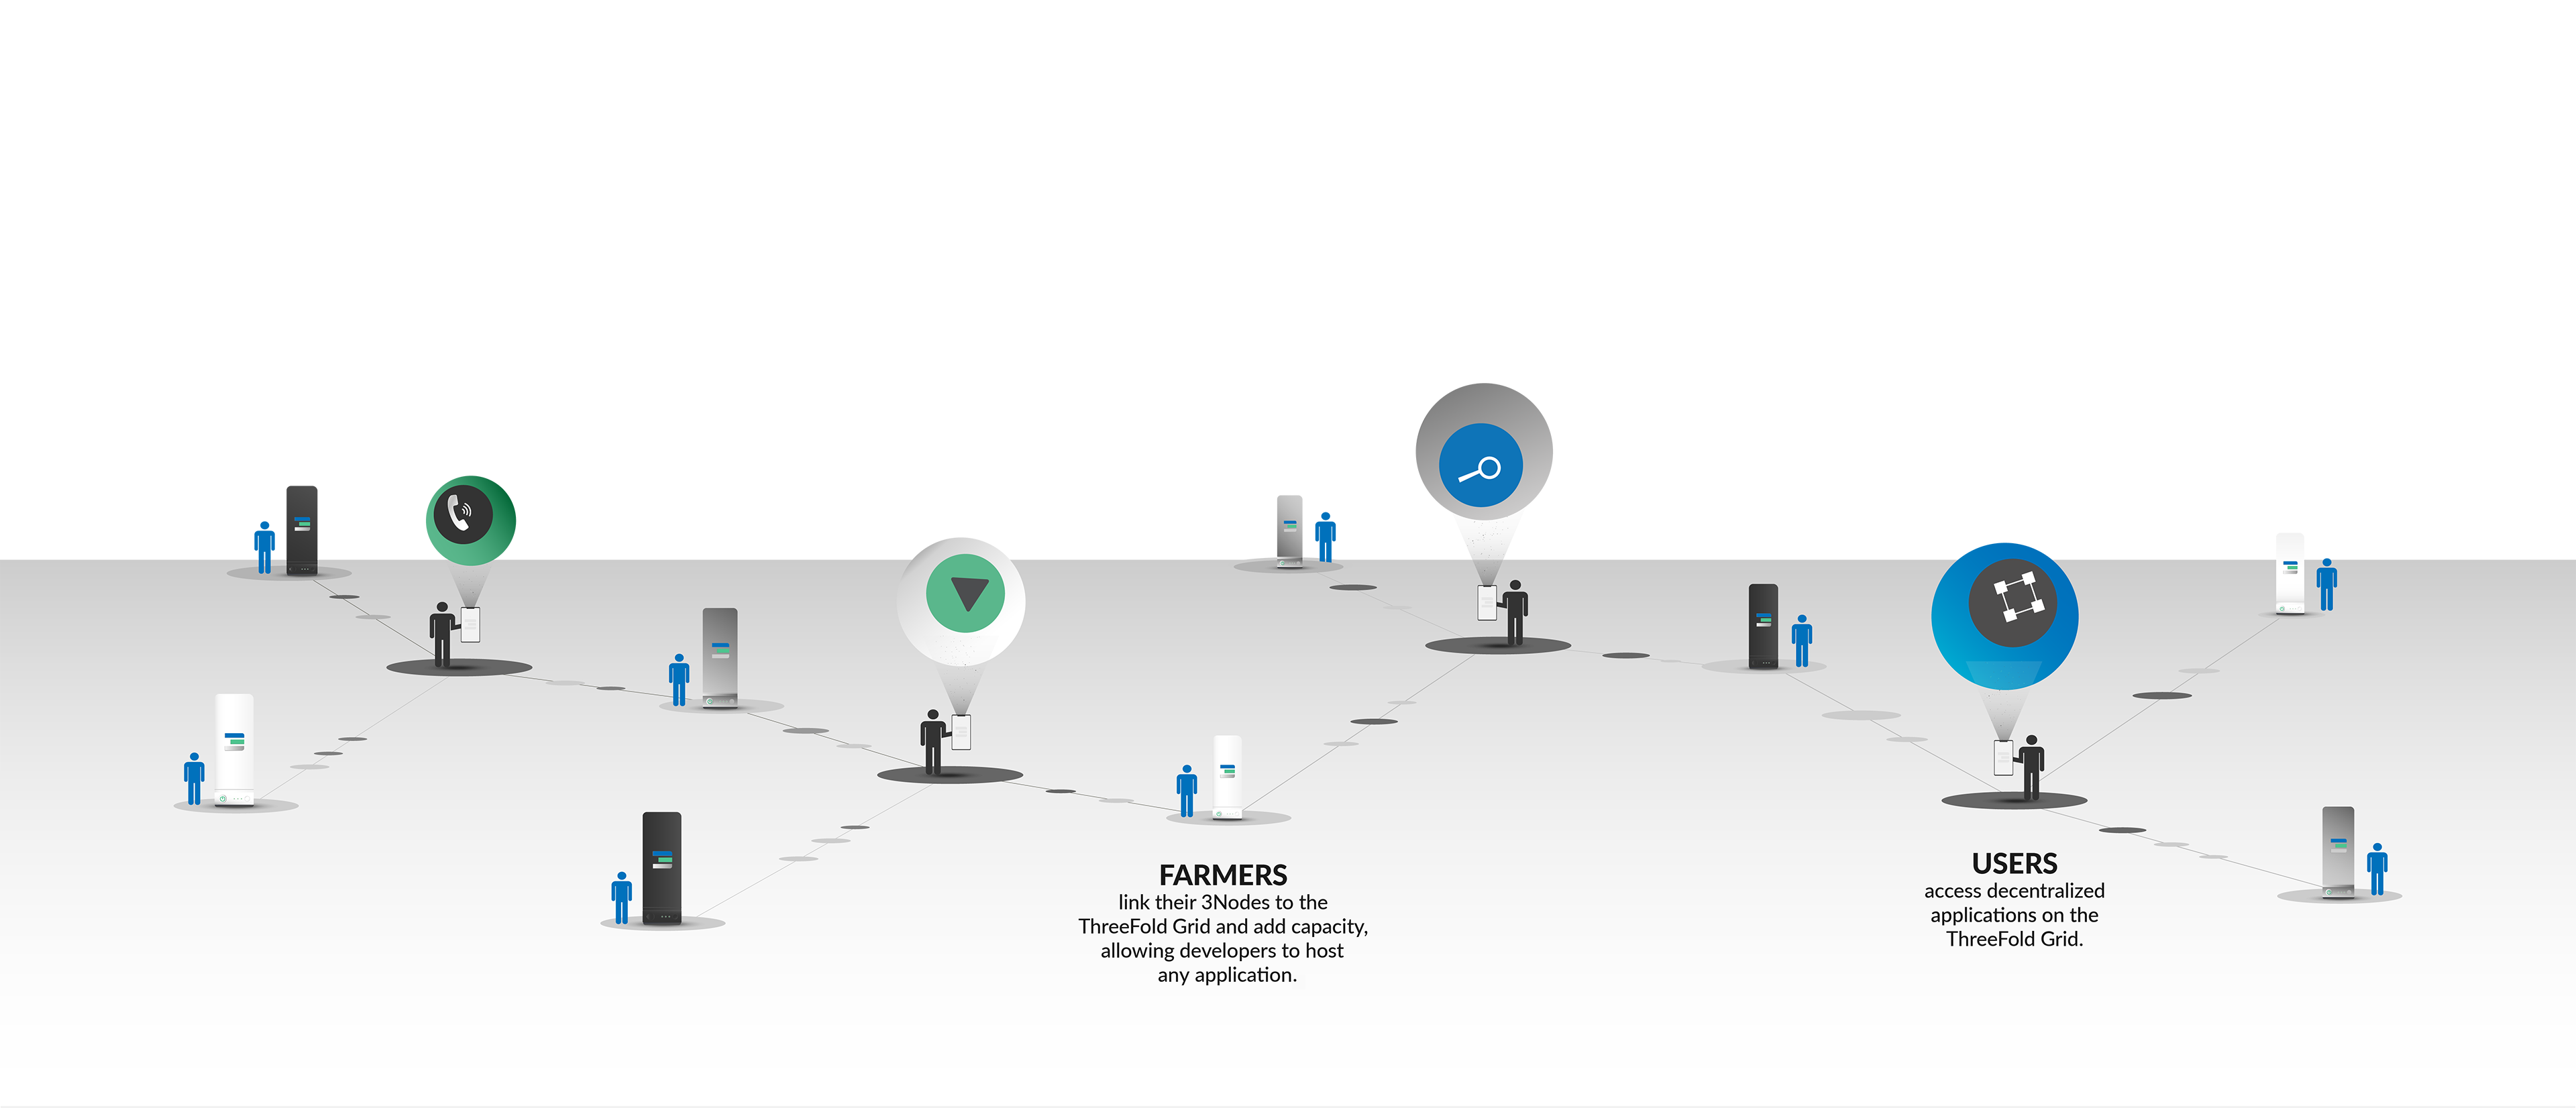 FARMERS
link their 3Nodes to the
ThreeFold Grid and add capacity,
allowing developers to host
any application.
USERS
access decentralized
applications on the
ThreeFold Grid.